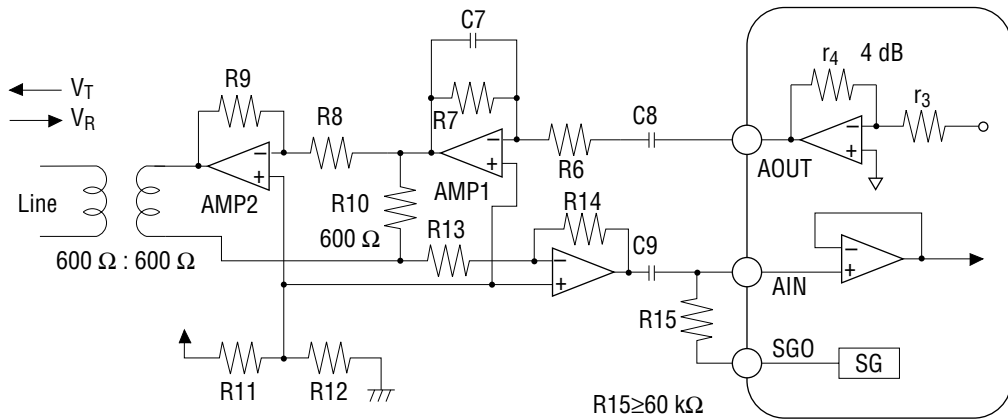 C7
r4 4 dB
VT
VR
R9
R8
R7
C8
r3
R6
AOUT
AMP2
AMP1
Line
R10
600 Ω
R13
R14
C9
600 Ω : 600 Ω
AIN
R15
SGO
SG
R11
R12
R15≥60 kΩ